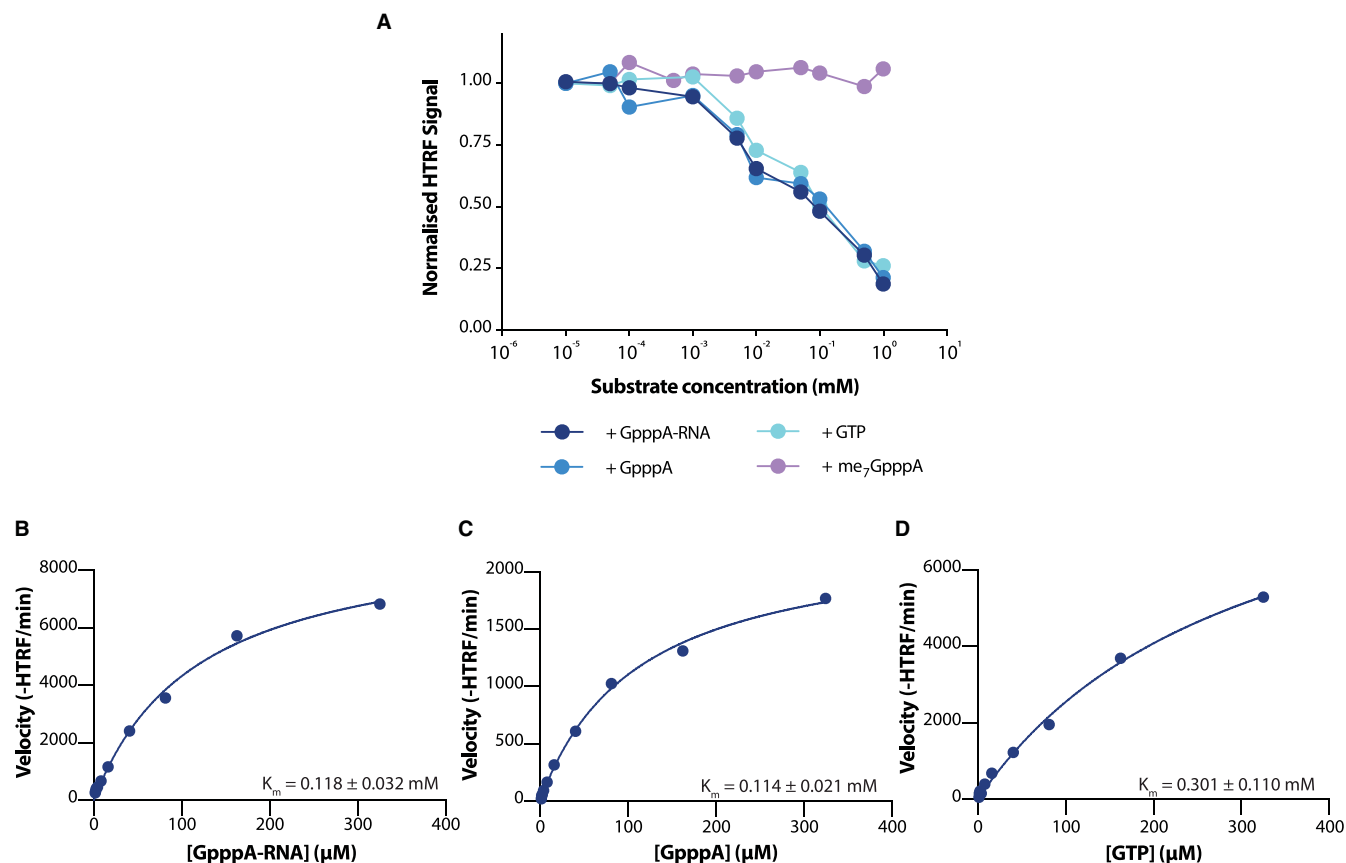 A
Normalised HTRF Signal
1.00
0.75
0.50
0.25
0.00
10⁻⁶ 10⁻⁵ 10⁻⁴ 10⁻³ 10⁻² 10⁻¹ 10⁰ 10¹
Substrate concentration (mM)
+ GpppA-RNA
+ GTP
+ GpppA
+ me₇GpppA
B
Velocity (-HTRF/min)
8000
6000
4000
2000
0
Kₘ = 0.118 ± 0.032 mM
0 100 200 300 400
[GpppA-RNA] (μM)
C
Velocity (-HTRF/min)
2000
1500
1000
500
0
Kₘ = 0.114 ± 0.021 mM
0 100 200 300 400
[GpppA] (μM)
D
Velocity (-HTRF/min)
6000
4000
2000
0
Kₘ = 0.301 ± 0.110 mM
0 100 200 300 400
[GTP] (μM)